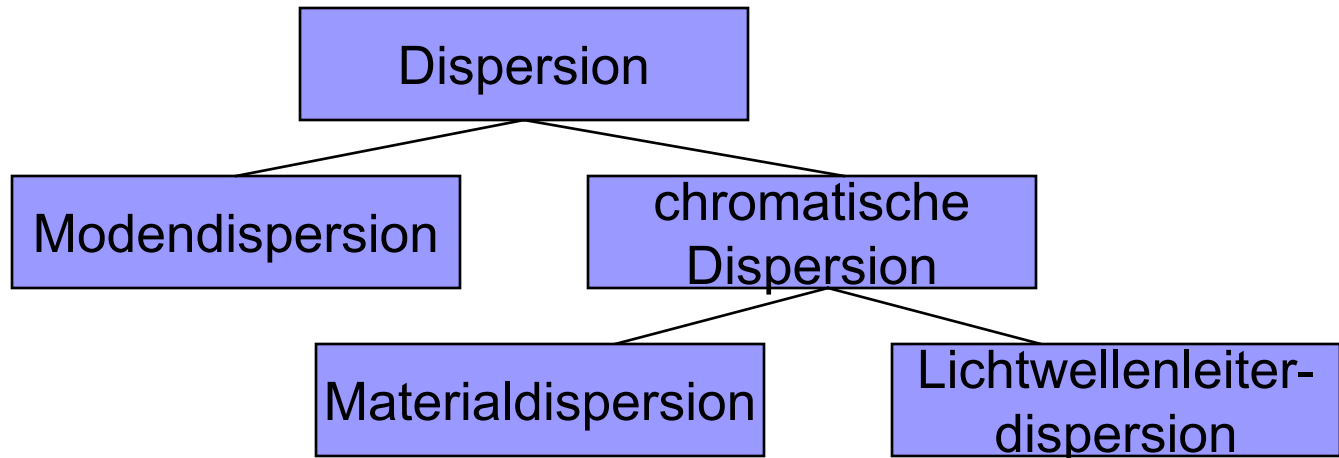 Dispersion
Modendispersion
chromatische
Dispersion
Materialdispersion
Lichtwellenleiter-
dispersion